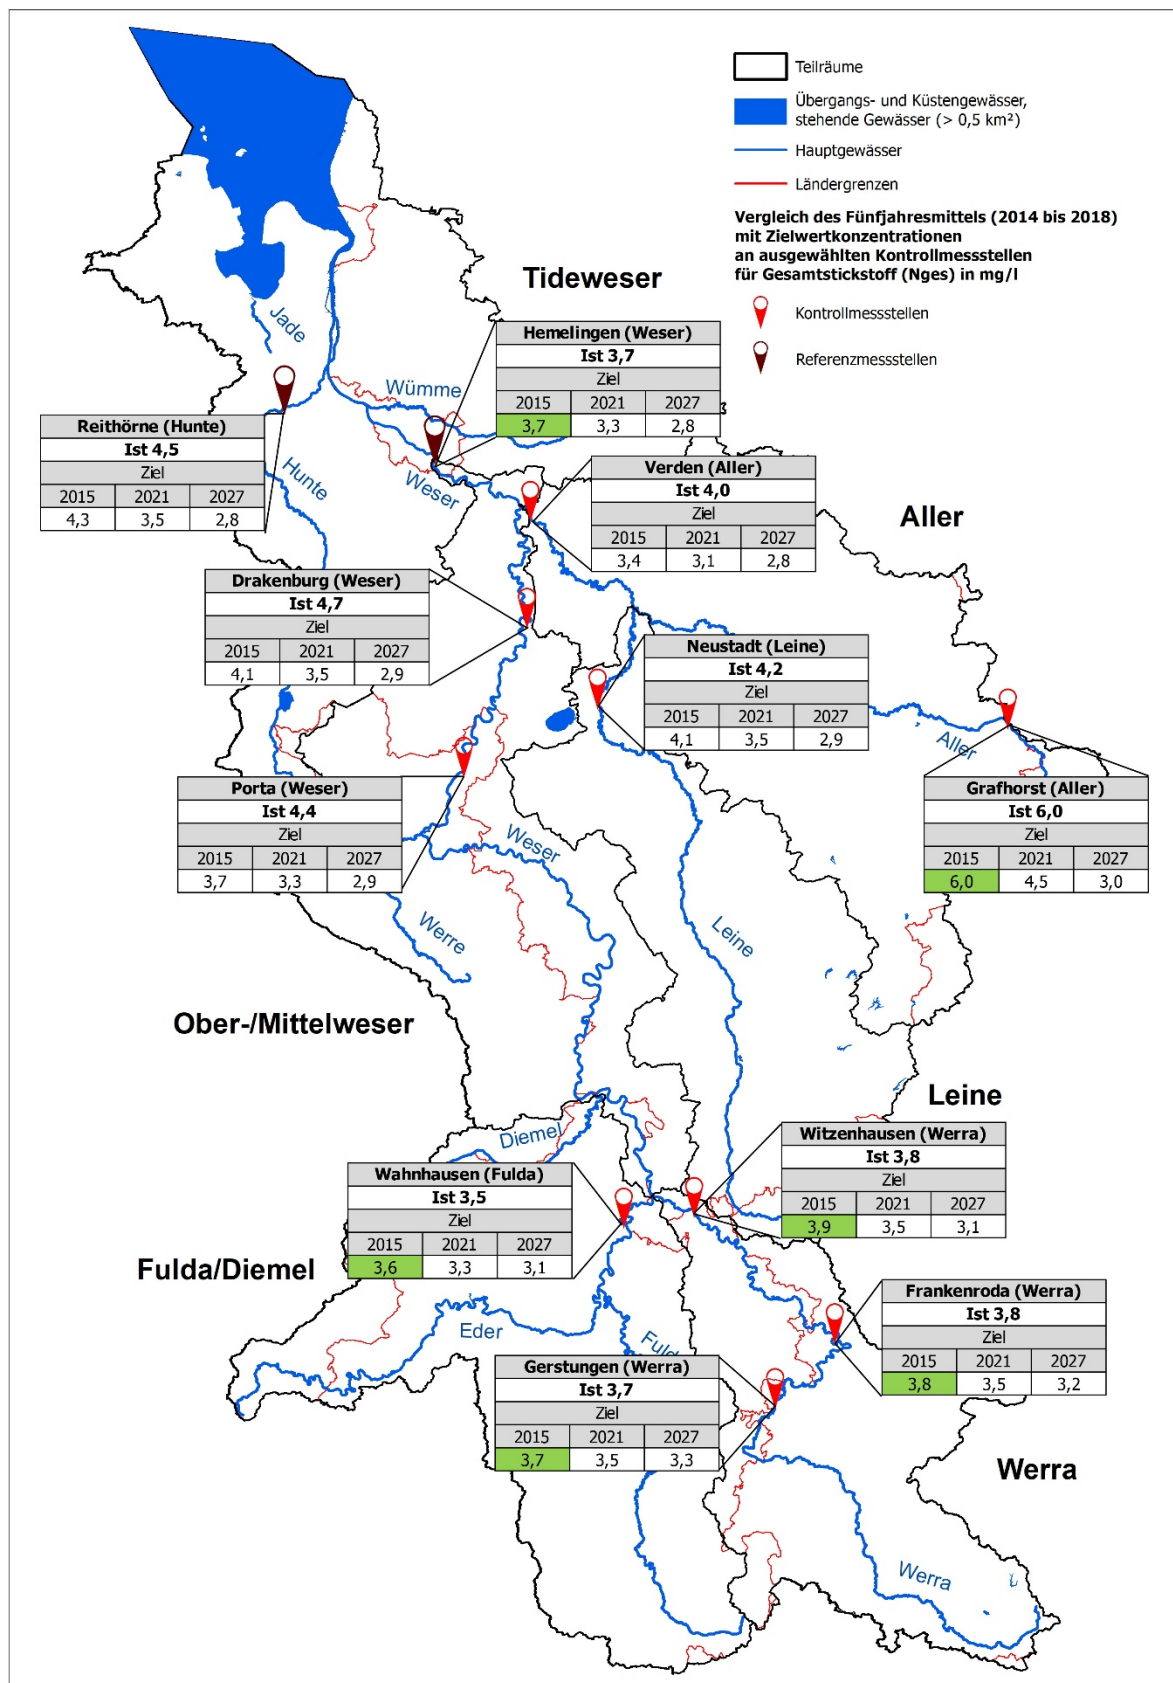 Teilräume
Übergangs- und Küstengewässer,
stehende Gewässer (> 0,5 km²)
Hauptgewässer
Ländergrenzen
Vergleich des Fünfjahresmittels (2014 bis 2018)
mit Zielwertkonzentrationen
an ausgewählten Kontrollmessstellen
für Gesamtstickstoff (Nges) in mg/l
Kontrollmessstellen
Referenzmessstellen
Tideweser
Jade
Hemelingen (Weser)
Ist 3,7
Ziel
2015 2021 2027
3,7 3,3 2,8
Wümme
Reithörne (Hunte)
Ist 4,5
Ziel
2015 2021 2027
4,3 3,5 2,8
Hunte
Weser
Verden (Aller)
Ist 4,0
Ziel
2015 2021 2027
3,4 3,1 2,8
Aller
Drakenburg (Weser)
Ist 4,7
Ziel
2015 2021 2027
4,1 3,5 2,9
Neustadt (Leine)
Ist 4,2
Ziel
2015 2021 2027
4,1 3,5 2,9
Aller
Porta (Weser)
Ist 4,4
Ziel
2015 2021 2027
3,7 3,3 2,9
Grafhorst (Aller)
Ist 6,0
Ziel
2015 2021 2027
6,0 4,5 3,0
Weser
Werre
Leine
Ober-/Mittelweser
Leine
Diemel
Witzenhausen (Werra)
Ist 3,8
Ziel
2015 2021 2027
3,9 3,5 3,1
Wahnhausen (Fulda)
Ist 3,5
Ziel
2015 2021 2027
3,6 3,3 3,1
Fulda/Diemel
Frankenroda (Werra)
Ist 3,8
Ziel
2015 2021 2027
3,8 3,5 3,2
Eder
Fuld
Gerstungen (Werra)
Ist 3,7
Ziel
2015 2021 2027
3,7 3,5 3,3
Werra
Werra